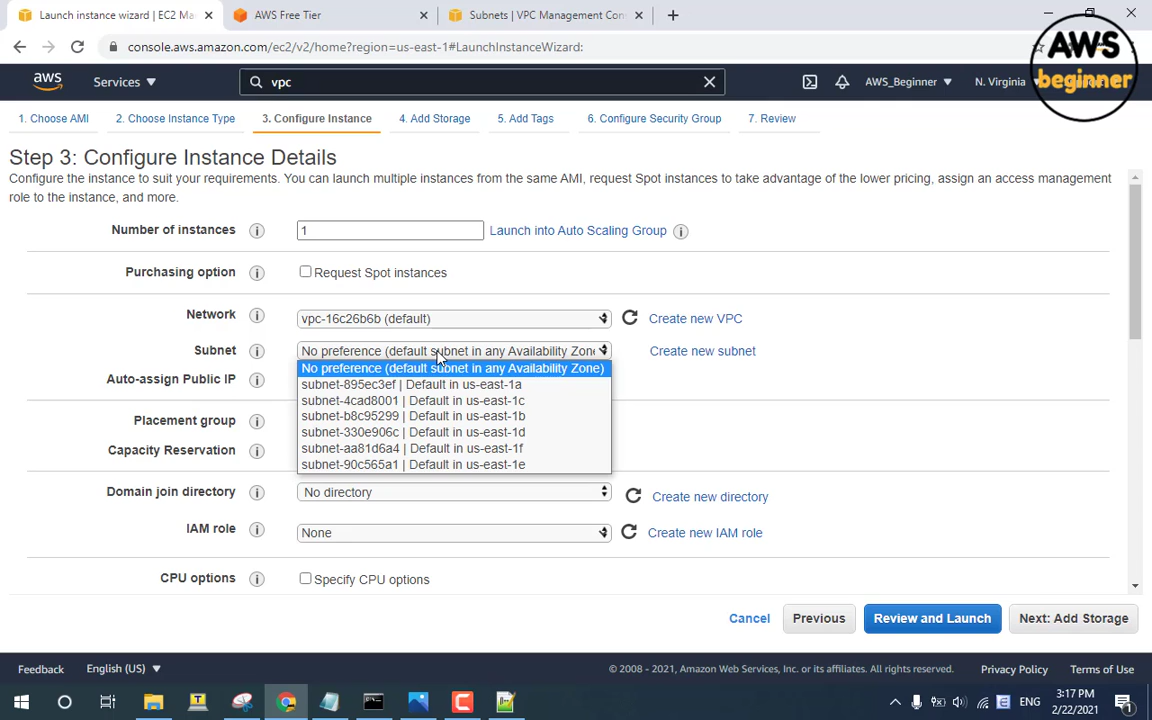 Launch instance wizard | EC2 Ma
AWS Free Tier
Subnets | VPC Management Con
console.aws.amazon.com/ec2/v2/home?region=us-east-1#LaunchInstanceWizard:
AWS
beginner
aws
Services
vpc
AWS_Beginner
N. Virginia
1. Choose AMI
2. Choose Instance Type
3. Configure Instance
4. Add Storage
5. Add Tags
6. Configure Security Group
7. Review
Step 3: Configure Instance Details
Configure the instance to suit your requirements. You can launch multiple instances from the same AMI, request Spot instances to take advantage of the lower pricing, assign an access management
role to the instance, and more.
Number of instances
1
Launch into Auto Scaling Group
Purchasing option
Request Spot instances
Network
vpc-16c26b6b (default)
Create new VPC
Subnet
No preference (default subnet in any Availability Zone
Create new subnet
No preference (default subnet in any Availability Zone)
Auto-assign Public IP
subnet-895ec3ef | Default in us-east-1a
subnet-4cad8001 | Default in us-east-1c
subnet-b8c95299 | Default in us-east-1b
Placement group
subnet-330e906c | Default in us-east-1d
Capacity Reservation
subnet-aa81d6a4 | Default in us-east-1f
subnet-90c565a1 | Default in us-east-1e
Domain join directory
No directory
Create new directory
IAM role
None
Create new IAM role
CPU options
Specify CPU options
Cancel
Previous
Review and Launch
Next: Add Storage
Feedback
English (US)
© 2008 - 2021, Amazon Web Services, Inc. or its affiliates. All rights reserved.
Privacy Policy
Terms of Use
ENG
3:17 PM
2/22/2021